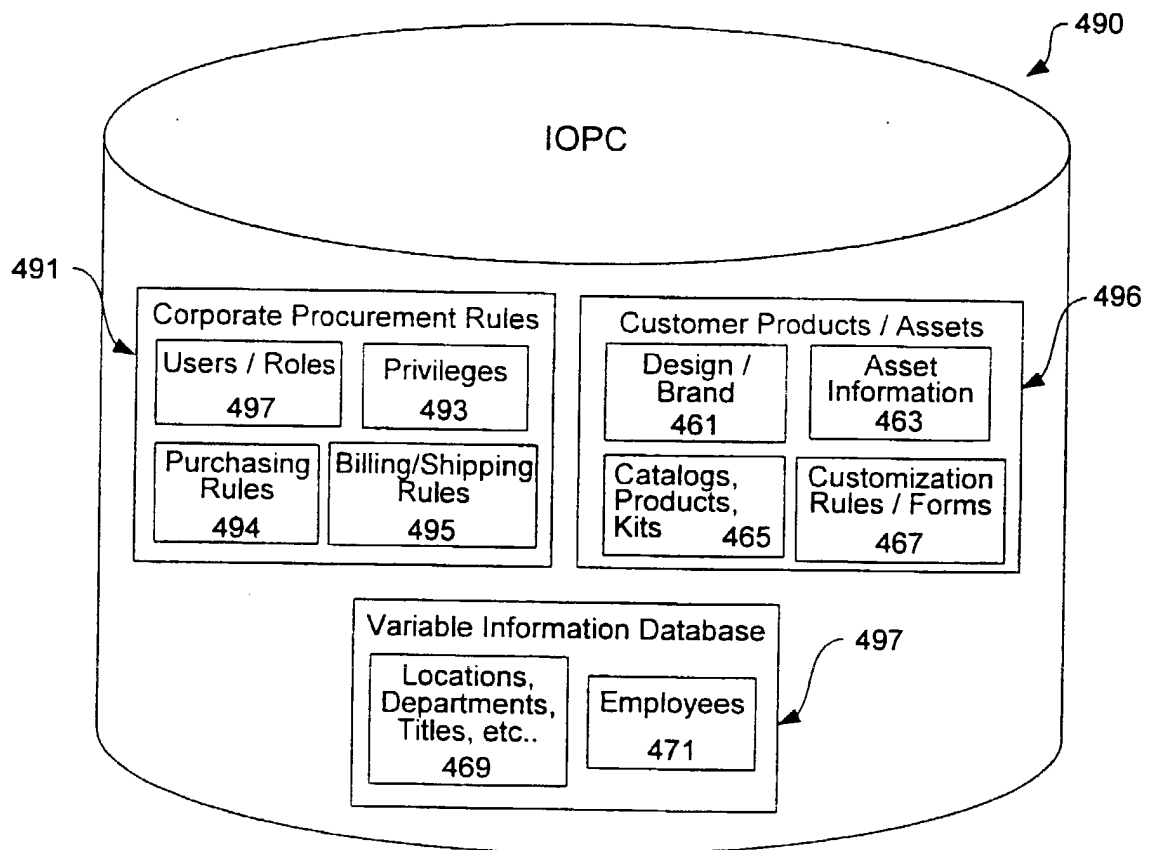 490
IOPC
491
Corporate Procurement Rules
Users / Roles
497
Privileges
493
Purchasing
Rules
494
Billing/Shipping
Rules
495
496
Customer Products / Assets
Design /
Brand
461
Asset
Information
463
Catalogs,
Products,
Kits
465
Customization
Rules / Forms
467
Variable Information Database
497
Locations,
Departments,
Titles, etc..
469
Employees
471